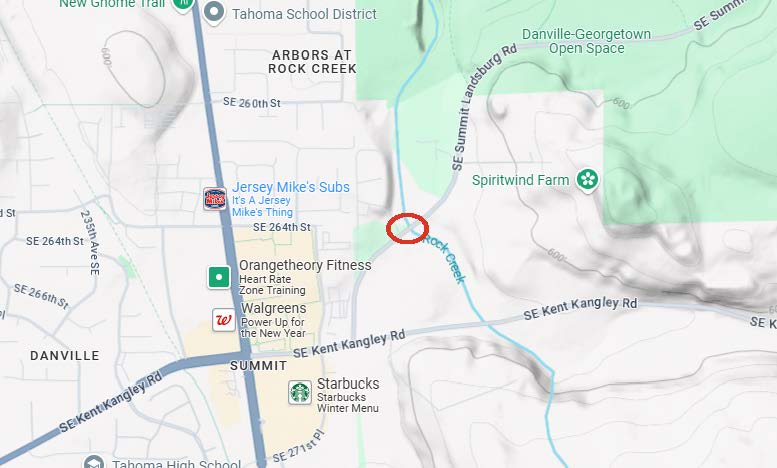 New Gnome Trail
Tahoma School District
SE Summit
Danville-Georgetown
Open Space
ARBORS AT
ROCK CREEK
600
600
SE 260th St
SE Summit Landsburg Rd
Jersey Mike's Subs
It's A Jersey
Mike's Thing
Spiritwind Farm
235th Ave SE
SE 264th St
SE 264th St
Rock Creek
Orangetheory Fitness
Heart Rate
Zone Training
SE 266th St
Walgreens
Power Up for
the New Year
SE Kent Kangley Rd
SE K
SE Kent Kangley Rd
DANVILLE
SUMMIT
SE Kent Kangley Rd
Starbucks
Starbucks
Winter Menu
SE 271st Pl
Tahoma High School